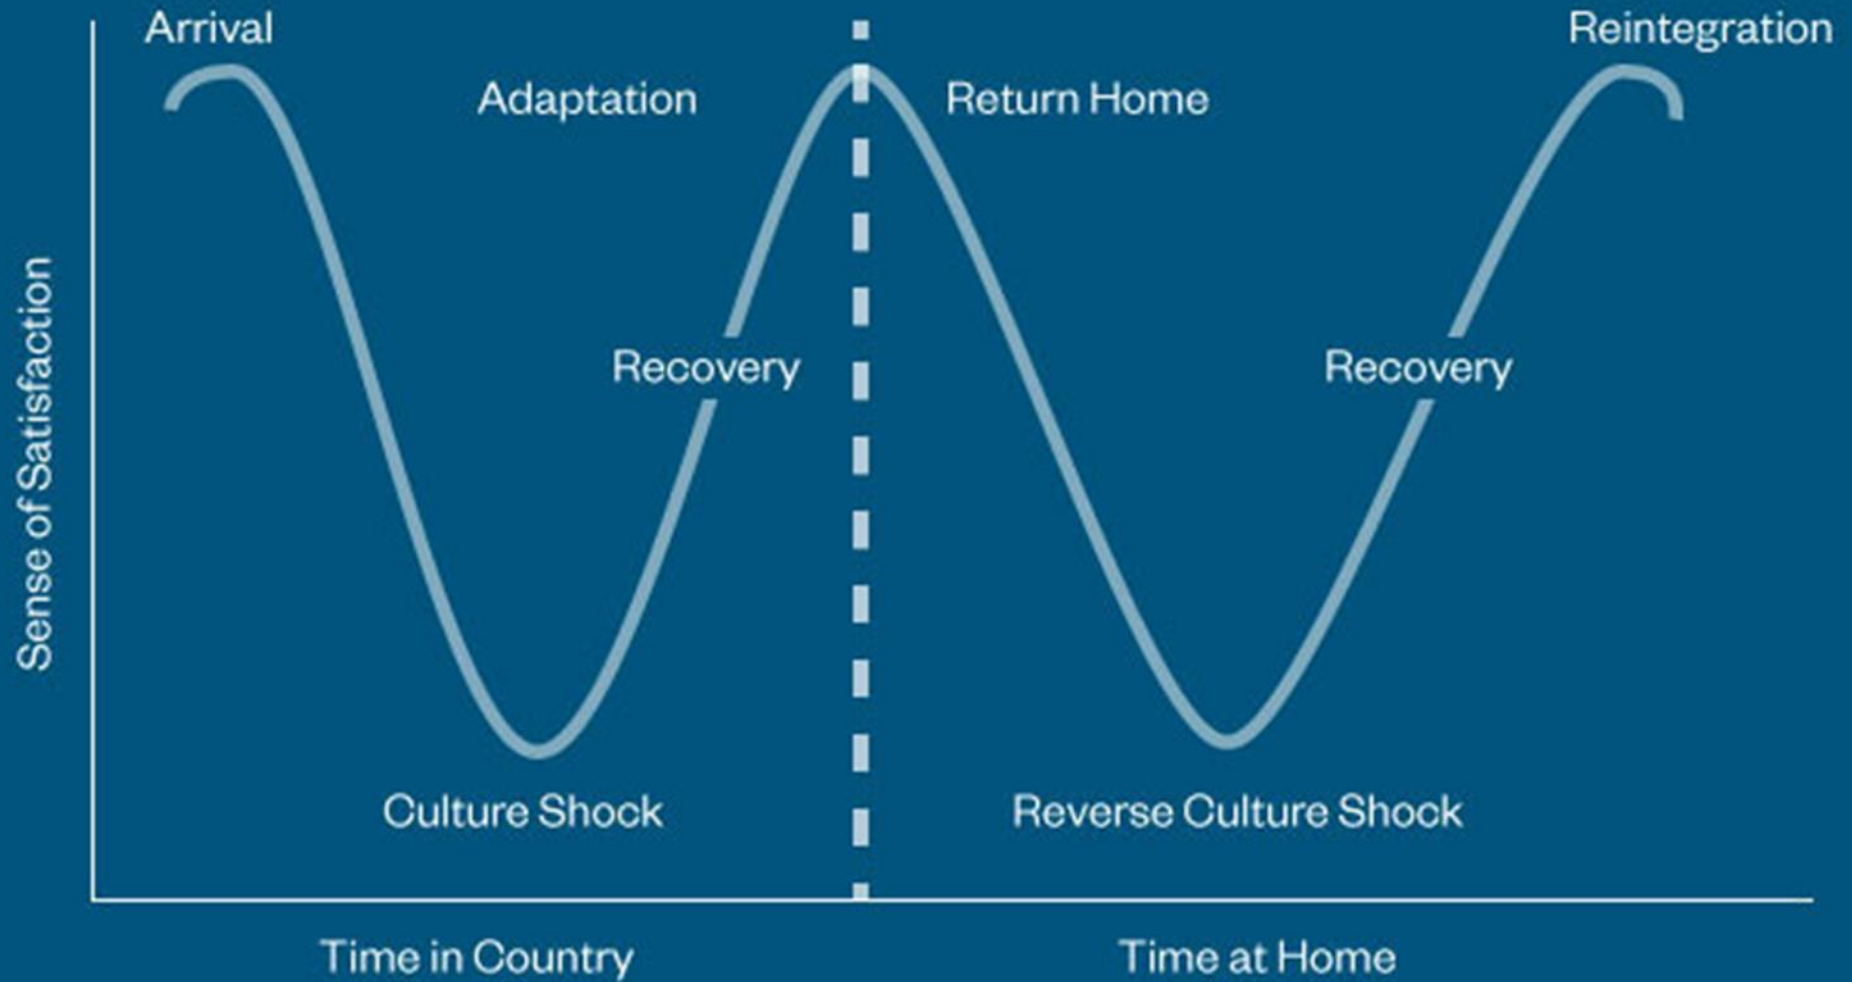 Arrival
Reintegration
Adaptation
Return Home
Sense of Satisfaction
Recovery
Recovery
Culture Shock
Reverse Culture Shock
Time in Country
Time at Home